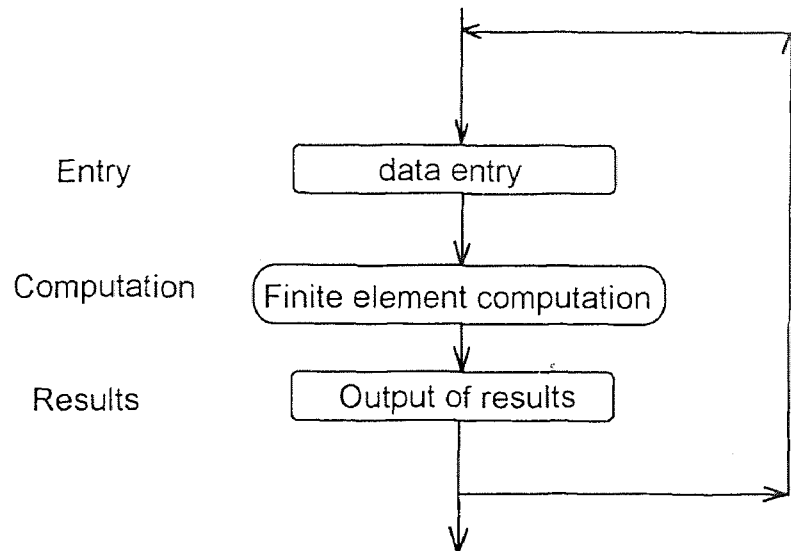 Entry
data entry
Computation
Finite element computation
Results
Output of results